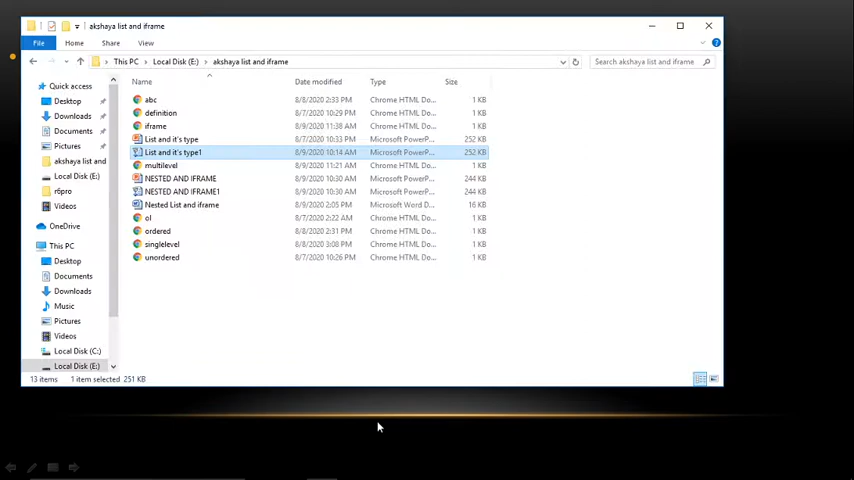 akshaya list and iframe
File Home Share View
This PC Local Disk (E:) akshaya list and iframe
Search akshaya list and iframe
Name Date modified Type Size
Quick access
Desktop
Downloads
Documents
Pictures
akshaya list and
Local Disk (E:)
r6pro
Videos
OneDrive
This PC
Desktop
Documents
Downloads
Music
Pictures
Videos
Local Disk (C:)
Local Disk (E:)
abc 8/8/2020 2:33 PM Chrome HTML Do... 1 KB
definition 8/7/2020 10:29 PM Chrome HTML Do... 1 KB
iframe 8/9/2020 11:38 AM Chrome HTML Do... 1 KB
List and it's type 8/7/2020 10:33 PM Microsoft PowerP... 252 KB
List and it's type1 8/9/2020 10:14 AM Microsoft PowerP... 252 KB
multilevel 8/9/2020 11:21 AM Chrome HTML Do... 1 KB
NESTED AND IFRAME 8/9/2020 10:30 AM Microsoft PowerP... 244 KB
NESTED AND IFRAME1 8/9/2020 10:30 AM Microsoft PowerP... 244 KB
Nested List and iframe 8/9/2020 2:05 PM Microsoft Word D... 16 KB
ol 8/7/2020 2:22 AM Chrome HTML Do... 1 KB
ordered 8/8/2020 2:31 PM Chrome HTML Do... 1 KB
singlelevel 8/8/2020 3:08 PM Chrome HTML Do... 1 KB
unordered 8/7/2020 10:26 PM Chrome HTML Do... 1 KB
13 items 1 item selected 251 KB